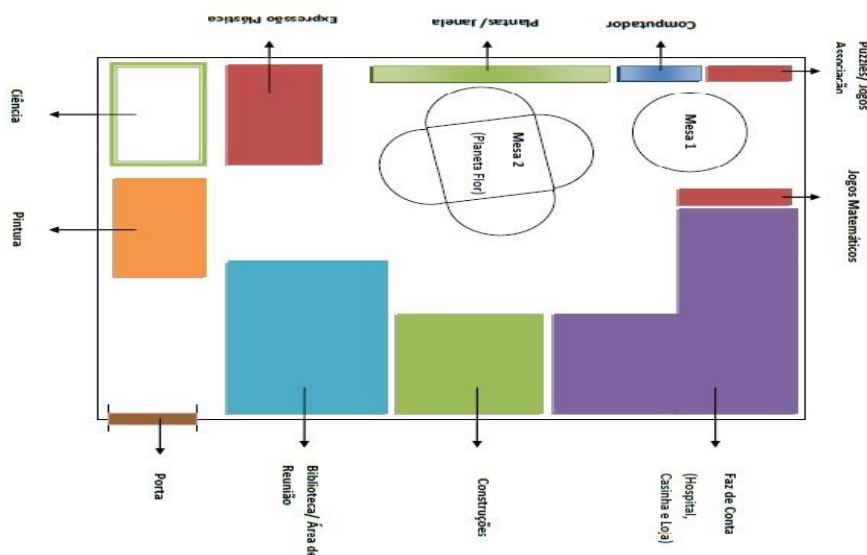 Expressão Plástica
Plantas/ Janela
Computador
Puzzles/ Jogos
Associação
Ciência
Mesa 1
Mesa 2
(Planeta Flor)
Jogos Matemáticos
Pintura
Porta
Biblioteca/ Área de
Reunião
Construções
Faz de Conta
(Hospital,
Casinha e Loja)